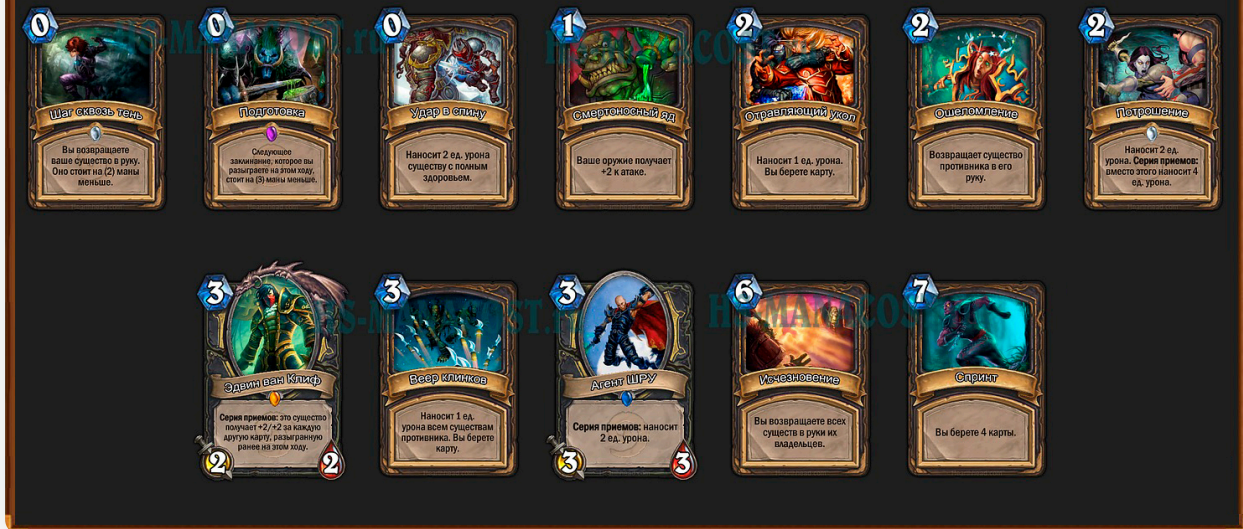 0
Шаг сквозь тень
Вы возвращаете
ваше существо в руку.
Оно стоит на (2) маны
меньше.
0
Подготовка
Следующее
заклинание, которое вы
разыграете на этом ходу,
стоит на (3) маны меньше.
0
Удар в спину
Наносит 2 ед. урона
существу с полным
здоровьем.
1
Смертоносный яд
Ваше оружие получает
+2 к атаке.
2
Отравляющий укол
Наносит 1 ед. урона.
Вы берете карту.
2
Ошеломление
Возвращает существо
противника в его
руку.
2
Потрошение
Наносит 2 ед.
урона. Серия приемов:
вместо этого наносит 4
ед. урона.
3
Эдвин ван Клиф
Серия приемов: это существо
получает +2/+2 за каждую
другую карту, разыгранную
ранее на этом ходу.
2
2
3
Веер клинков
Наносит 1 ед.
урона всем существам
противника. Вы берете
карту.
3
Агент ШРУ
Серия приемов: наносит
2 ед. урона.
3
3
6
Исчезновение
Вы возвращаете всех
существ в руки их
владельцев.
7
Спринт
Вы берете 4 карты.